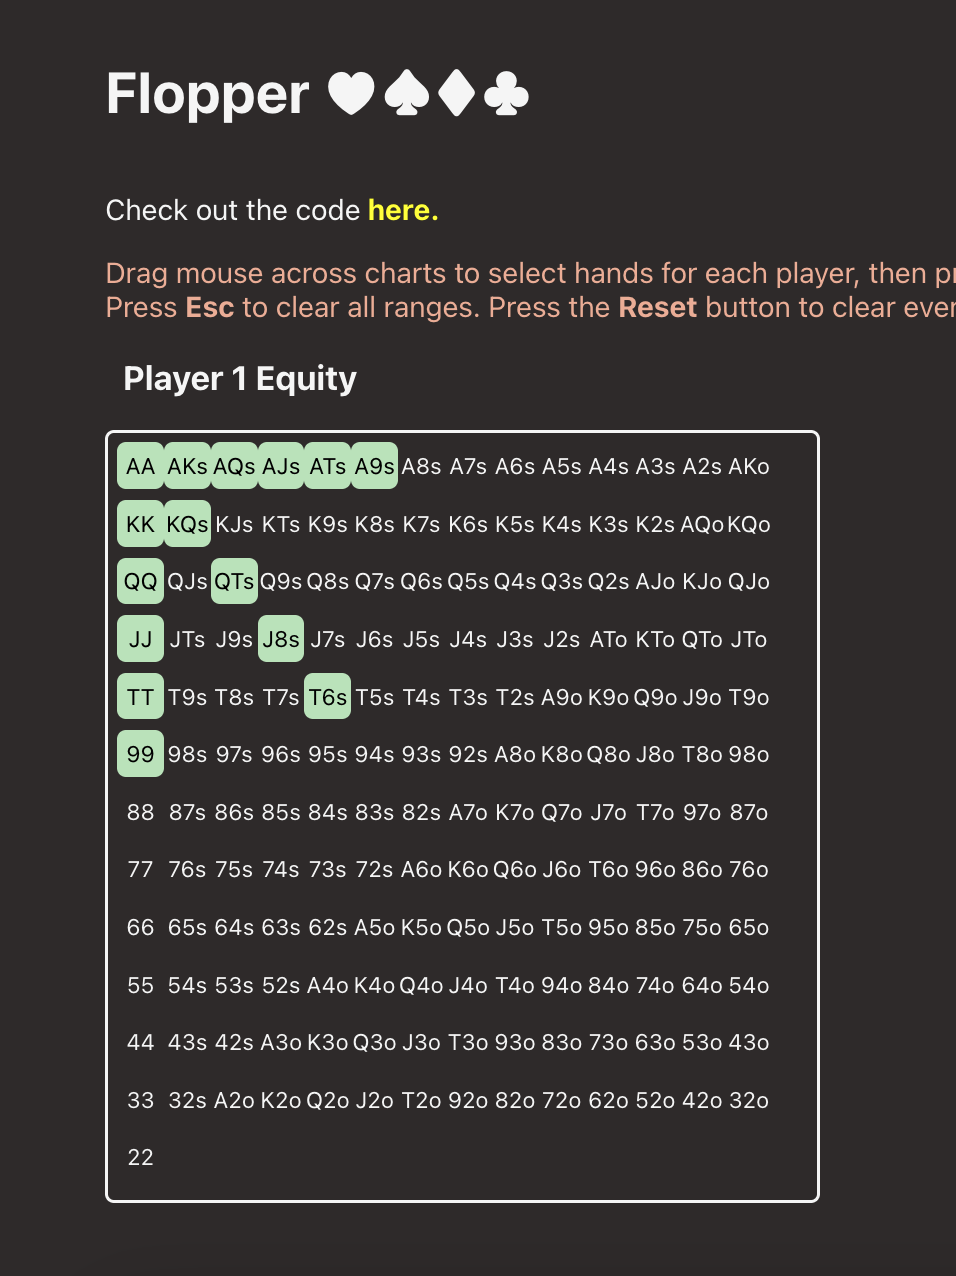 Flopper ♥♠♦♣
Check out the code here.
Drag mouse across charts to select hands for each player, then
Press Esc to clear all ranges. Press the Reset button to clear
Player 1 Equity
AA AKs AQs AJs ATs A9s A8s A7s A6s A5s A4s A3s A2s AKo
KK KQs KJs KTs K9s K8s K7s K6s K5s K4s K3s K2s AQo KQo
QQ QJs QTs Q9s Q8s Q7s Q6s Q5s Q4s Q3s Q2s AJo KJo QJo
JJ JTs J9s J8s J7s J6s J5s J4s J3s J2s ATo KTo QTo JTo
TT T9s T8s T7s T6s T5s T4s T3s T2s A9o K9o Q9o J9o T9o
99 98s 97s 96s 95s 94s 93s 92s A8o K8o Q8o J8o T8o 98o
88 87s 86s 85s 84s 83s 82s A7o K7o Q7o J7o T7o 97o 87o
77 76s 75s 74s 73s 72s A6o K6o Q6o J6o T6o 96o 86o 76o
66 65s 64s 63s 62s A5o K5o Q5o J5o T5o 95o 85o 75o 65o
55 54s 53s 52s A4o K4o Q4o J4o T4o 94o 84o 74o 64o 54o
44 43s 42s A3o K3o Q3o J3o T3o 93o 83o 73o 63o 53o 43o
33 32s A2o K2o Q2o J2o T2o 92o 82o 72o 62o 52o 42o 32o
22